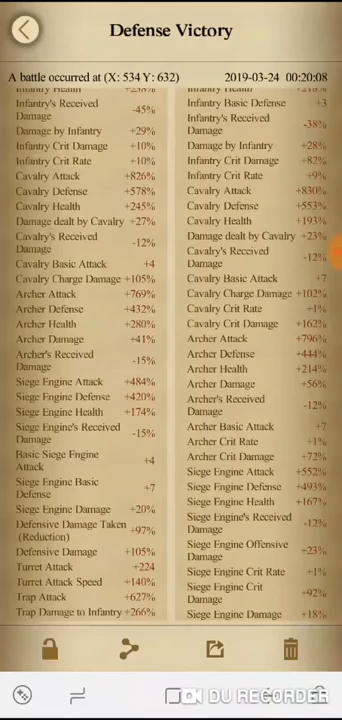 Defense Victory
A battle occurred at (X: 534 Y: 632) 2019-03-24 00:20:08
Infantry Health +238%
Infantry's Received
Damage -45%
Damage by Infantry +29%
Infantry Crit Damage +10%
Infantry Crit Rate +10%
Cavalry Attack +826%
Cavalry Defense +578%
Cavalry Health +245%
Damage dealt by Cavalry +27%
Cavalry's Received
Damage -12%
Cavalry Basic Attack +4
Cavalry Charge Damage +105%
Archer Attack +769%
Archer Defense +432%
Archer Health +280%
Archer Damage +41%
Archer's Received
Damage -15%
Siege Engine Attack +484%
Siege Engine Defense +420%
Siege Engine Health +174%
Siege Engine's Received
Damage -15%
Basic Siege Engine
Attack +4
Siege Engine Basic
Defense +7
Siege Engine Damage +20%
Defensive Damage Taken
(Reduction) +97%
Defensive Damage +105%
Turret Attack +224
Turret Attack Speed +140%
Trap Attack +627%
Trap Damage to Infantry +266%
Infantry Health +218%
Infantry Basic Defense +3
Infantry's Received
Damage -38%
Damage by Infantry +28%
Infantry Crit Damage +82%
Infantry Crit Rate +9%
Cavalry Attack +830%
Cavalry Defense +553%
Cavalry Health +193%
Damage dealt by Cavalry +23%
Cavalry's Received
Damage -12%
Cavalry Basic Attack +7
Cavalry Charge Damage +102%
Cavalry Crit Rate +1%
Cavalry Crit Damage +162%
Archer Attack +796%
Archer Defense +444%
Archer Health +214%
Archer Damage +56%
Archer's Received
Damage -12%
Archer Basic Attack +7
Archer Crit Rate +1%
Archer Crit Damage +72%
Siege Engine Attack +552%
Siege Engine Defense +493%
Siege Engine Health +167%
Siege Engine's Received
Damage -12%
Siege Engine Offensive
Damage +23%
Siege Engine Crit Rate +1%
Siege Engine Crit
Damage +92%
Siege Engine Damage +18%
DU RECORDER